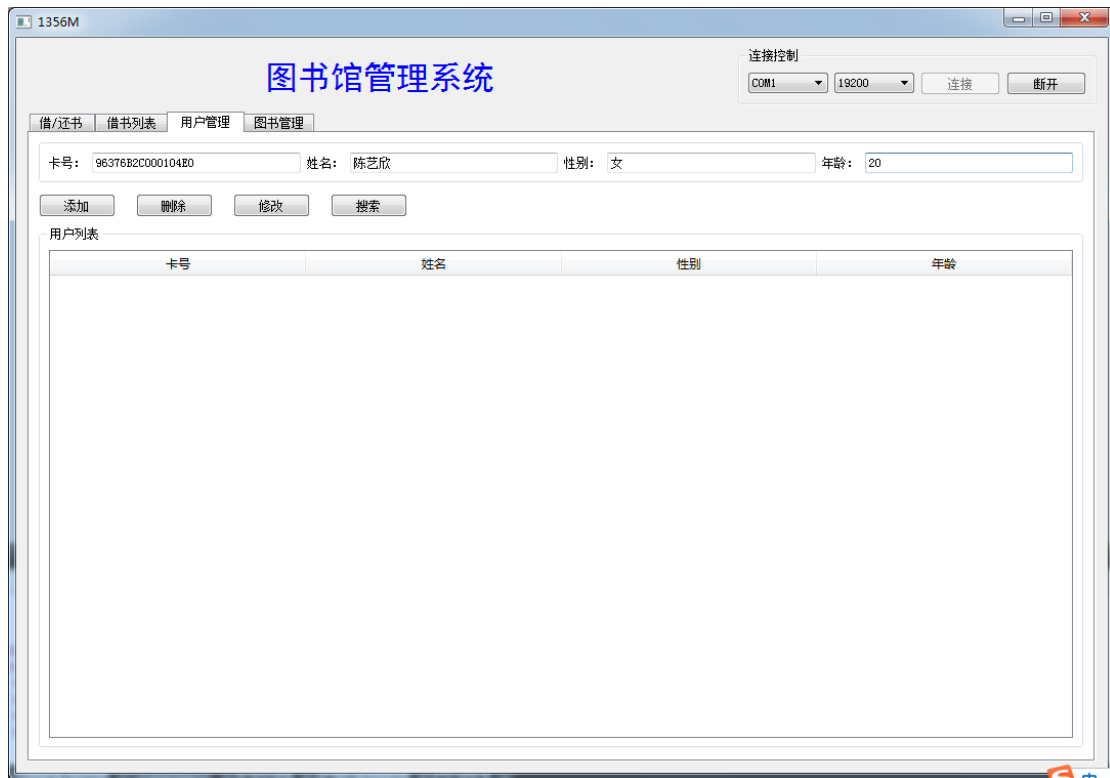 1356M
图书馆管理系统
连接控制
COM1 19200 连接 断开
借/还书 借书列表 用户管理 图书管理
卡号: 96376B2C000104E0 姓名: 陈艺欣 性别: 女 年龄: 20
添加 删除 修改 搜索
用户列表
卡号 姓名 性别 年龄